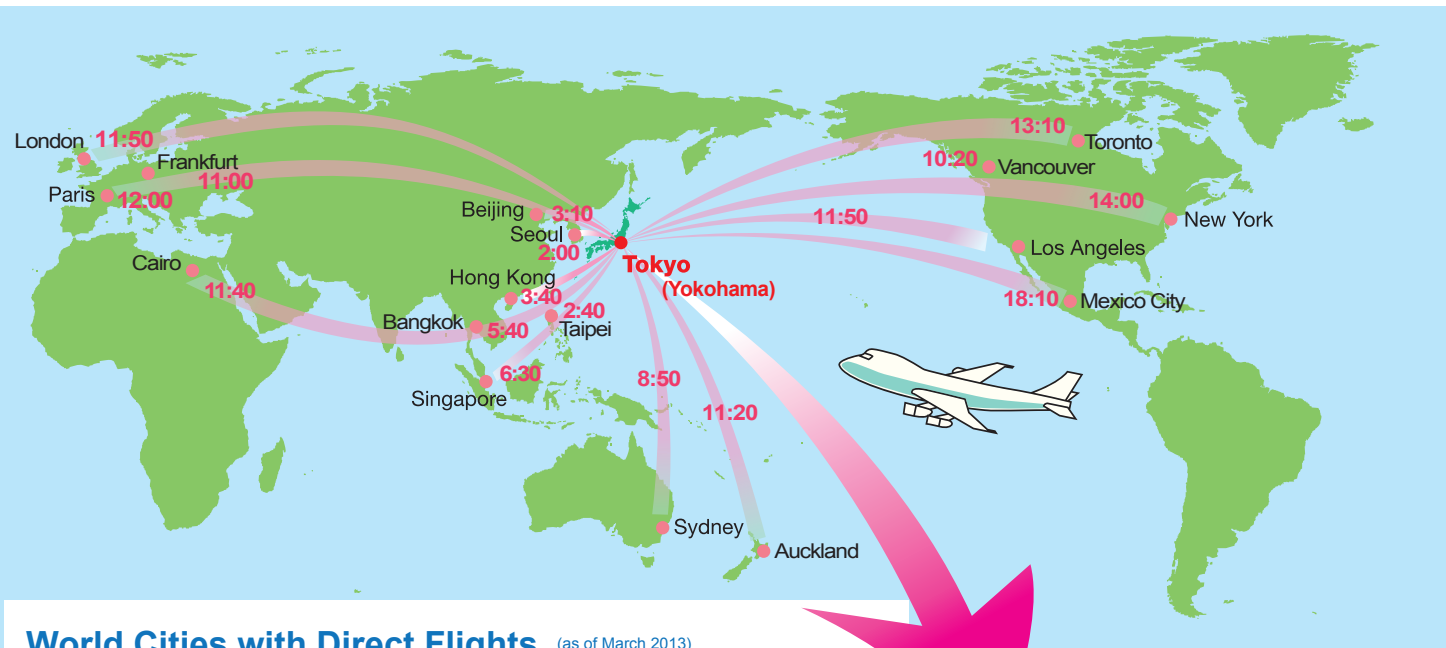 London 11:50
Frankfurt
11:00
Paris 12:00
Cairo
11:40
Beijing 3:10
Seoul
2:00
Hong Kong
3:40
2:40
Taipei
Bangkok 5:40
6:30
Singapore
Tokyo
(Yokohama)
8:50
Sydney
11:20
Auckland
13:10
Toronto
10:20 Vancouver
14:00
New York
11:50
Los Angeles
18:10 Mexico City
World Cities with Direct Flights (as of March 2013)